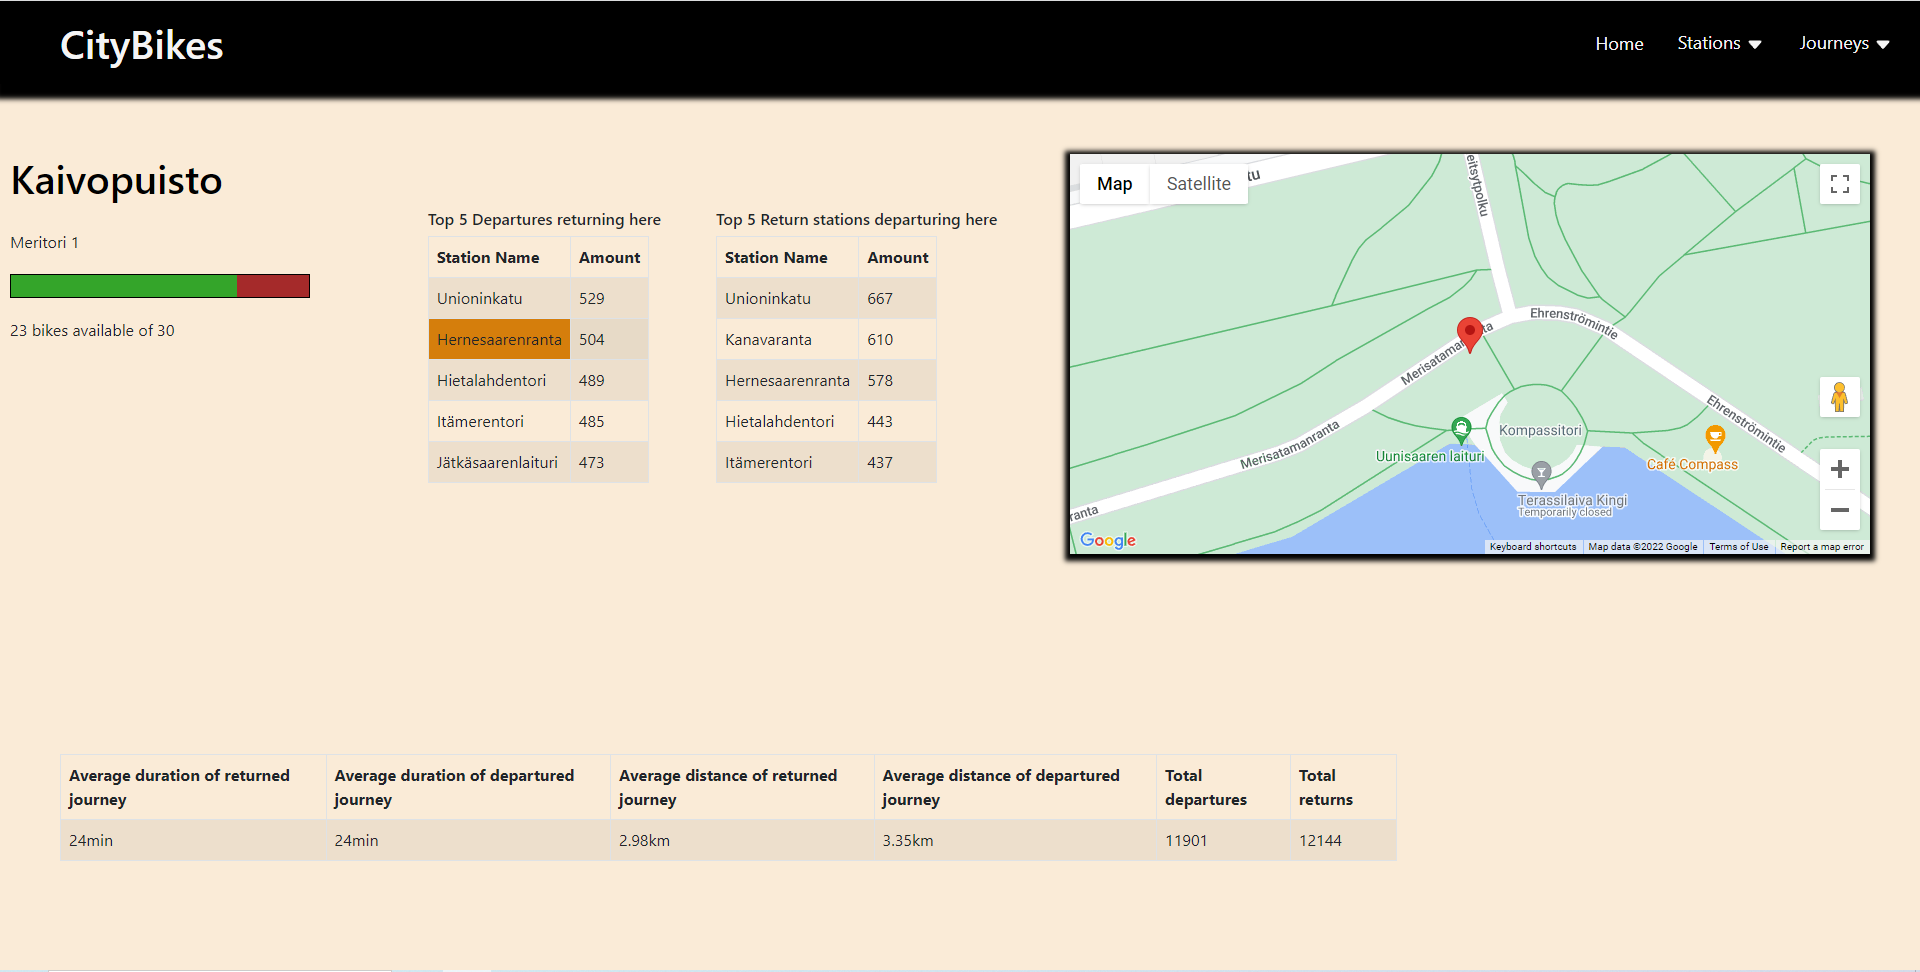 CityBikes
Home Stations Journeys
Kaivopuisto
Meritori 1
23 bikes available of 30
Top 5 Departures returning here
Station Name Amount
Unioninkatu 529
Hernesaarenranta 504
Hietalahdentori 489
Itämerentori 485
Jätkäsaarenlaituri 473
Top 5 Return stations departuring here
Station Name Amount
Unioninkatu 667
Kanavaranta 610
Hernesaarenranta 578
Hietalahdentori 443
Itämerentori 437
Map Satellite
tu
eitsytpolku
Ehrenströmintie
Merisatamanranta
Ehrenströmintie
Merisatamanranta
Kompassitori
Uunisaaren laituri
Café Compass
Terassilaiva Kingi
Temporarily closed
ranta
Google
Keyboard shortcuts Map data ©2022 Google Terms of Use Report a map error
Average duration of returned journey Average duration of departured journey Average distance of returned journey Average distance of departured journey Total departures Total returns
24min 24min 2.98km 3.35km 11901 12144